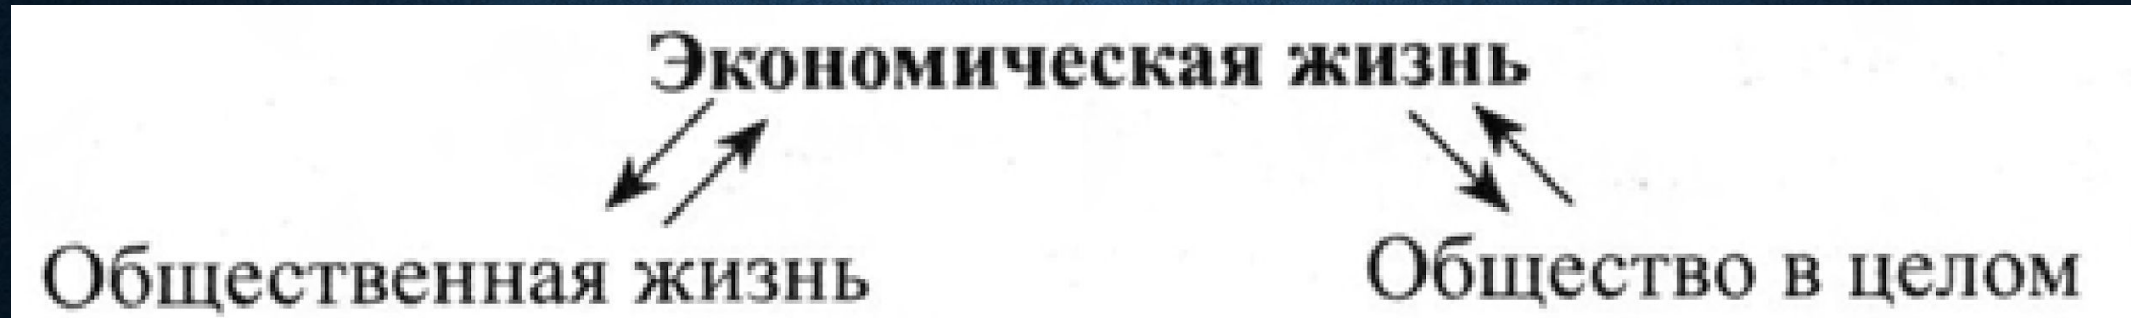 Экономическая жизнь
Общественная жизнь Общество в целом